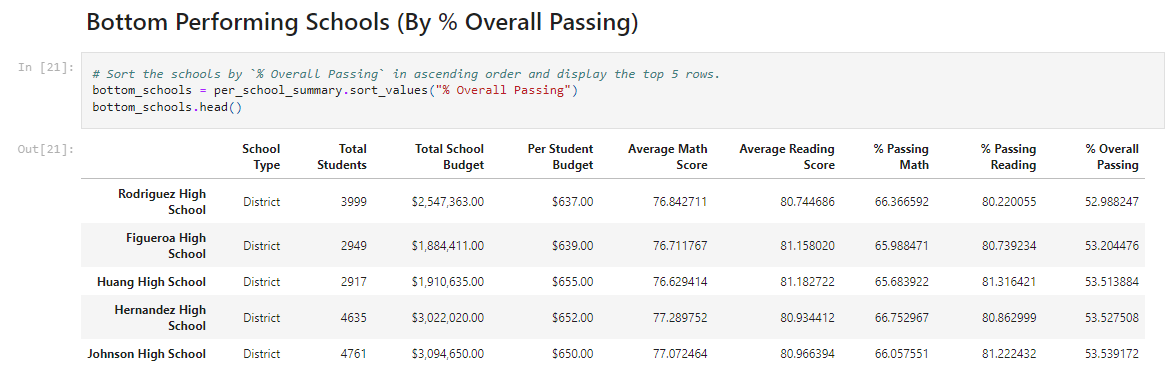 Bottom Performing Schools (By % Overall Passing)
In [21]:
# Sort the schools by `% Overall Passing` in ascending order and display the top 5 rows.
bottom_schools = per_school_summary.sort_values("% Overall Passing")
bottom_schools.head()
Out[21]:
School Type Total Students Total School Budget Per Student Budget Average Math Score Average Reading Score % Passing Math % Passing Reading % Overall Passing
Rodriguez High School District 3999 $2,547,363.00 $637.00 76.842711 80.744686 66.366592 80.220055 52.988247
Figueroa High School District 2949 $1,884,411.00 $639.00 76.711767 81.158020 65.988471 80.739234 53.204476
Huang High School District 2917 $1,910,635.00 $655.00 76.629414 81.182722 65.683922 81.316421 53.513884
Hernandez High School District 4635 $3,022,020.00 $652.00 77.289752 80.934412 66.752967 80.862999 53.527508
Johnson High School District 4761 $3,094,650.00 $650.00 77.072464 80.966394 66.057551 81.222432 53.539172